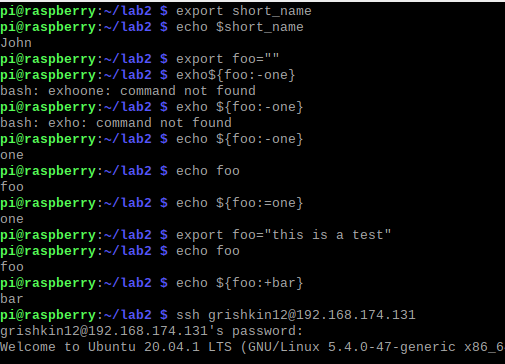 pi@raspberry:~/lab2 $ export short_name
pi@raspberry:~/lab2 $ echo $short_name
John
pi@raspberry:~/lab2 $ export foo=""
pi@raspberry:~/lab2 $ exho${foo:-one}
bash: exhoone: command not found
pi@raspberry:~/lab2 $ exho ${foo:-one}
bash: exho: command not found
pi@raspberry:~/lab2 $ echo ${foo:-one}
one
pi@raspberry:~/lab2 $ echo foo
foo
pi@raspberry:~/lab2 $ echo ${foo:=one}
one
pi@raspberry:~/lab2 $ export foo="this is a test"
pi@raspberry:~/lab2 $ echo foo
foo
pi@raspberry:~/lab2 $ echo ${foo:+bar}
bar
pi@raspberry:~/lab2 $ ssh grishkin12@192.168.174.131
grishkin12@192.168.174.131's password:
Welcome to Ubuntu 20.04.1 LTS (GNU/Linux 5.4.0-47-generic x86_6